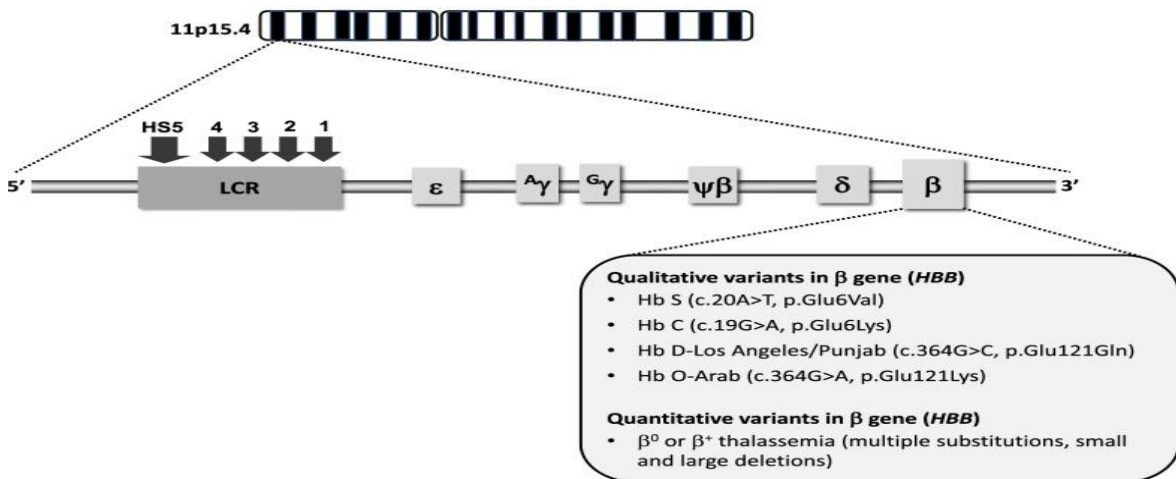 11p15.4
HS5 4 3 2 1
5’ LCR ε Aγ Gγ ψβ δ β 3’
Qualitative variants in β gene (HBB)
• Hb S (c.20A>T, p.Glu6Val)
• Hb C (c.19G>A, p.Glu6Lys)
• Hb D-Los Angeles/Punjab (c.364G>C, p.Glu121Gln)
• Hb O-Arab (c.364G>A, p.Glu121Lys)
Quantitative variants in β gene (HBB)
• β⁰ or β⁺ thalassemia (multiple substitutions, small
and large deletions)